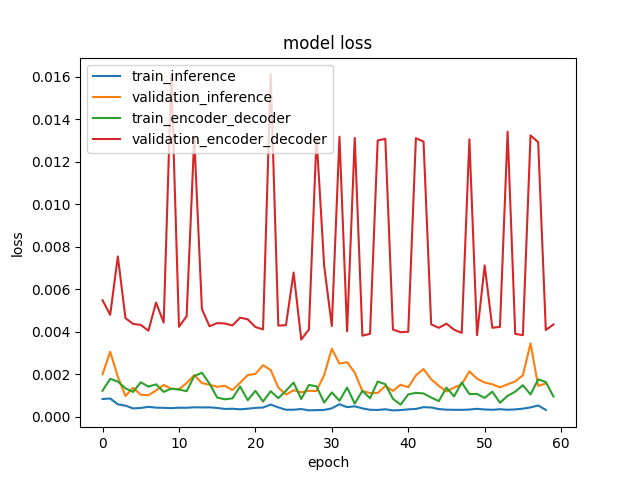 model loss
train_inference
validation_inference
train_encoder_decoder
validation_encoder_decoder
0.016
0.014
0.012
0.010
0.008
0.006
0.004
0.002
0.000
loss
0 10 20 30 40 50 60
epoch